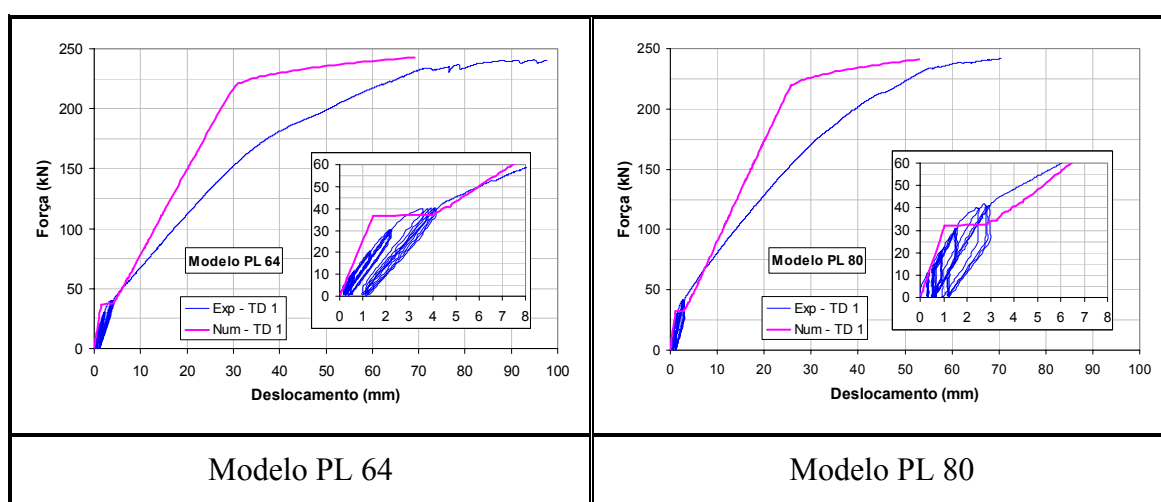 250
200
150
100
50
0
Força (kN)
0 10 20 30 40 50 60 70 80 90 100
Deslocamento (mm)
Modelo PL 64
Exp - TD 1
Num - TD 1
60
50
40
30
20
10
0
0 1 2 3 4 5 6 7 8
250
200
150
100
50
0
Força (kN)
0 10 20 30 40 50 60 70 80 90 100
Deslocamento (mm)
Modelo PL 80
Exp - TD 1
Num - TD 1
60
50
40
30
20
10
0
0 1 2 3 4 5 6 7 8
Modelo PL 64
Modelo PL 80